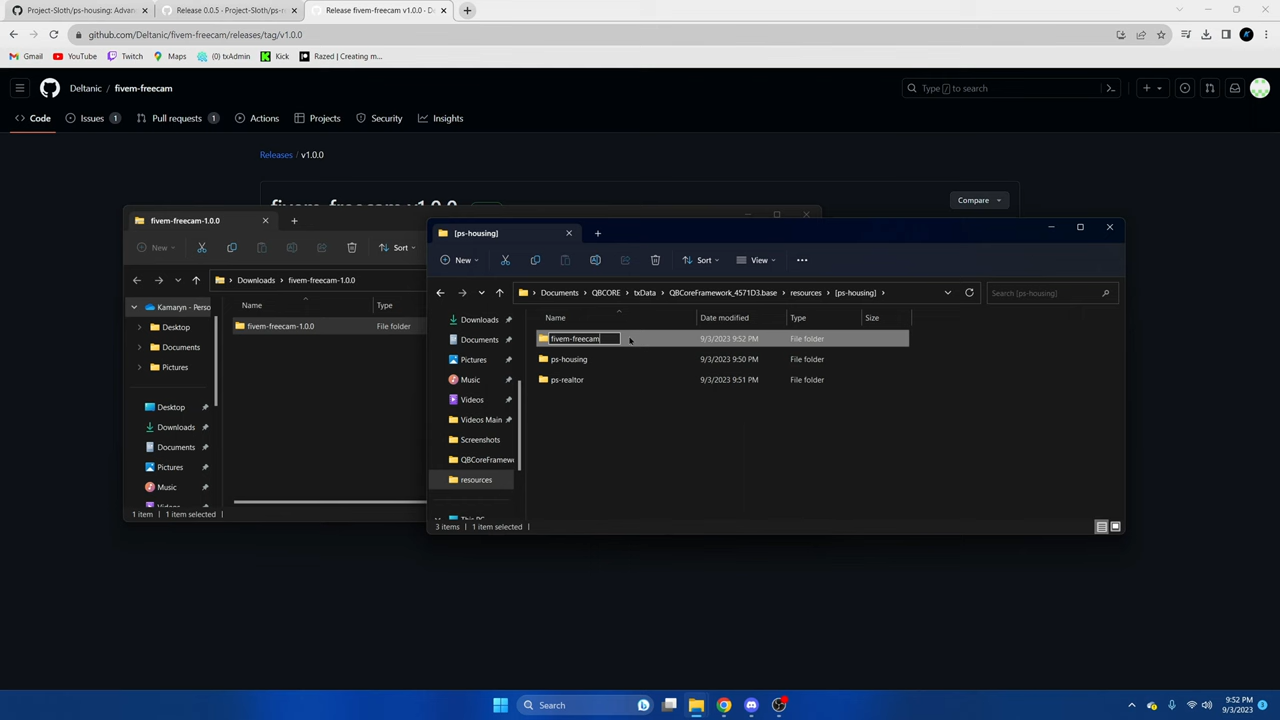 Project-Sloth/ps-housing: Advan
Release 0.0.5 · Project-Sloth/ps-r
Release fivem-freecam v1.0.0 · D
github.com/Deltanic/fivem-freecam/releases/tag/v1.0.0
Gmail
YouTube
Twitch
Maps
(0) txAdmin
Kick
Razed | Creating m...
Deltanic / fivem-freecam
Type / to search
Code
Issues 1
Pull requests 1
Actions
Projects
Security
Insights
Releases / v1.0.0
Compare
fivem-freecam-1.0.0
New
Sort
Downloads > fivem-freecam-1.0.0
Kamaryn - Perso
Desktop
Documents
Pictures
Desktop
Downloads
Documents
Pictures
Music
Name
Type
fivem-freecam-1.0.0
File folder
1 item
1 item selected
[ps-housing]
New
Sort
View
Documents > QBCORE > txData > QBCoreFramework_4571D3.base > resources > [ps-housing] >
Search [ps-housing]
Downloads
Documents
Pictures
Music
Videos
Videos Main
Screenshots
QBCoreFramew
resources
Name
Date modified
Type
Size
fivem-freecam
9/3/2023 9:52 PM
File folder
ps-housing
9/3/2023 9:50 PM
File folder
ps-realtor
9/3/2023 9:51 PM
File folder
3 items
1 item selected
Search
9:52 PM
9/3/2023